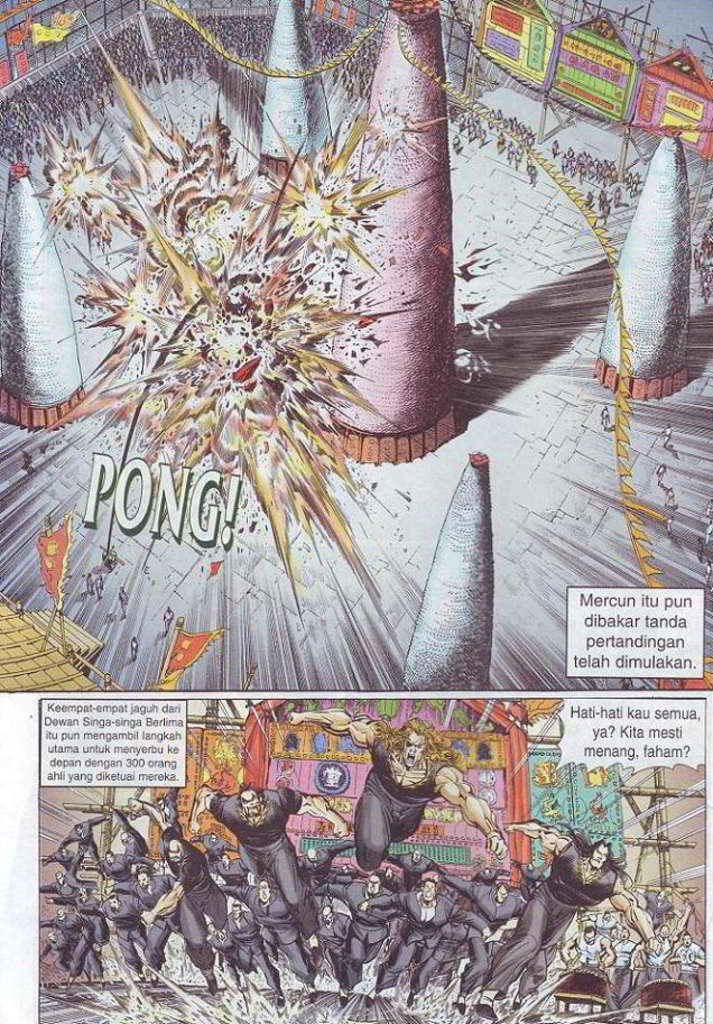 PONG!
Mercun itu pun
dibakar tanda
pertandingan
telah dimulakan.
Keempat-empat jaguh dari
Dewan Singa-singa Berlima
itu pun mengambil langkah
utama untuk menyerbu ke
depan dengan 300 orang
ahli yang diketuai mereka.
Hati-hati kau semua,
ya? Kita mesti
menang, faham?